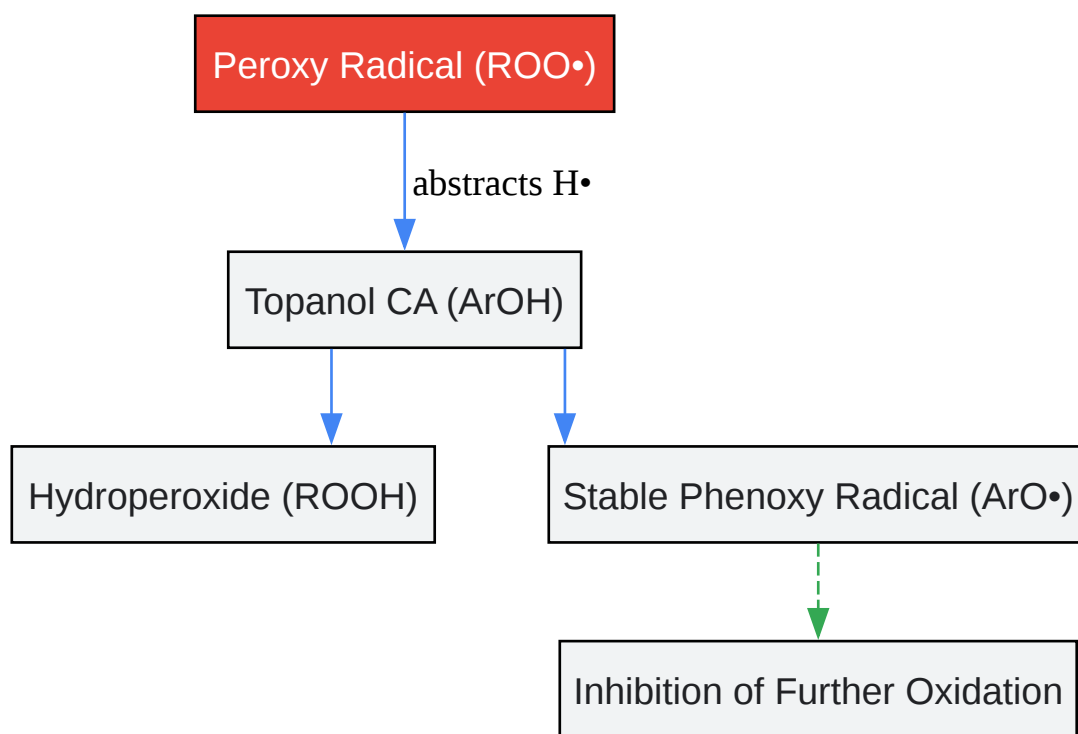 Peroxy Radical (ROO•)
abstracts H•
Topanol CA (ArOH)
Hydroperoxide (ROOH)
Stable Phenoxy Radical (ArO•)
Inhibition of Further Oxidation